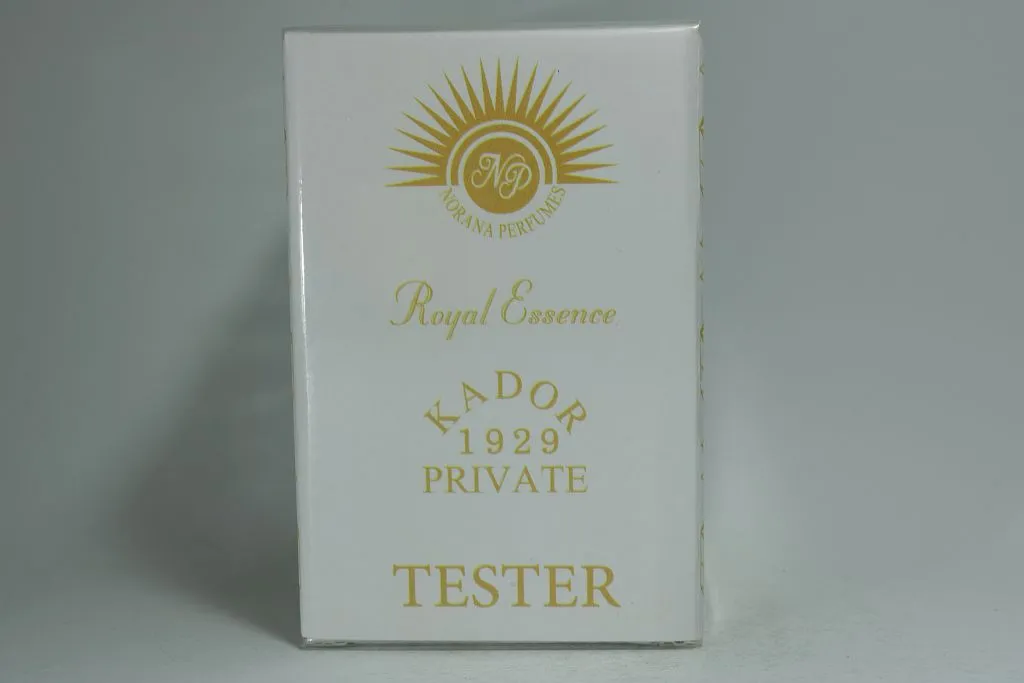 NP
NORANA PERFUMES
Royal Essence
KADOR
1929
PRIVATE
TESTER